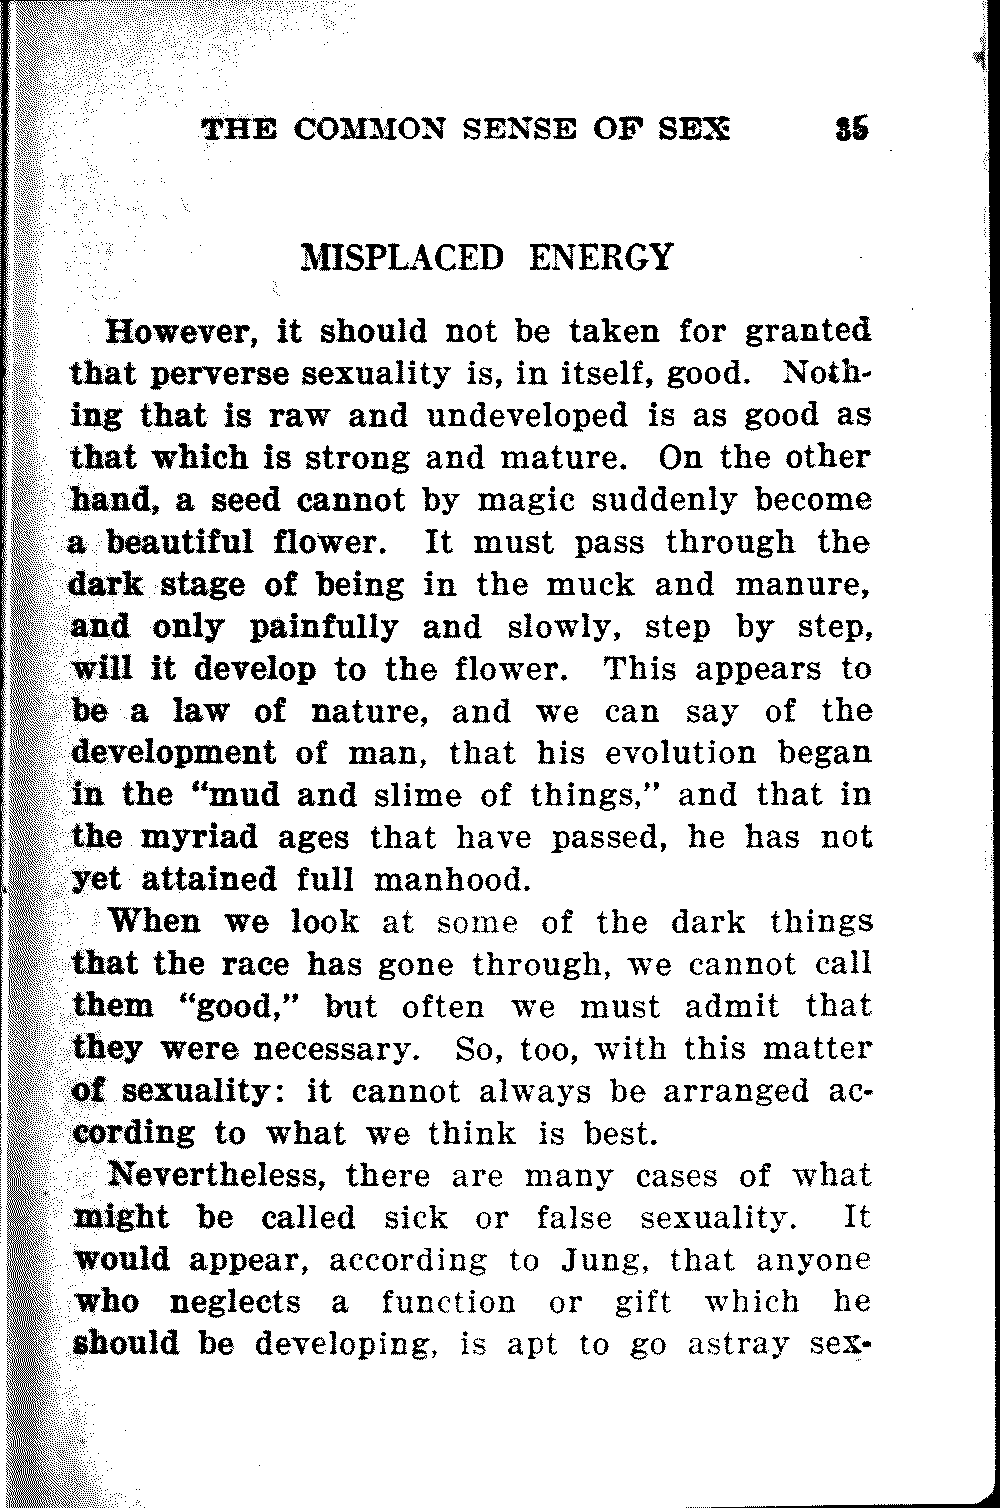 THE COMMON SENSE OF SEX 35
MISPLACED ENERGY
However, it should not be taken for granted
that perverse sexuality is, in itself, good. Noth-
ing that is raw and undeveloped is as good as
that which is strong and mature. On the other
hand, a seed cannot by magic suddenly become
a beautiful flower. It must pass through the
dark stage of being in the muck and manure,
and only painfully and slowly, step by step,
will it develop to the flower. This appears to
be a law of nature, and we can say of the
development of man, that his evolution began
in the “mud and slime of things,” and that in
the myriad ages that have passed, he has not
yet attained full manhood.
When we look at some of the dark things
that the race has gone through, we cannot call
them “good,” but often we must admit that
they were necessary. So, too, with this matter
of sexuality: it cannot always be arranged ac-
cording to what we think is best.
Nevertheless, there are many cases of what
might be called sick or false sexuality. It
would appear, according to Jung, that anyone
who neglects a function or gift which he
should be developing, is apt to go astray sex-